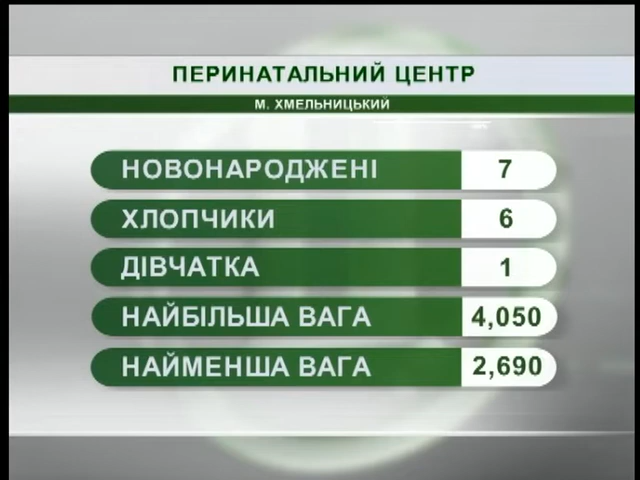 ПЕРИНАТАЛЬНИЙ ЦЕНТР
М. ХМЕЛЬНИЦЬКИЙ
НОВОНАРОДЖЕНІ 7
ХЛОПЧИКИ 6
ДІВЧАТКА 1
НАЙБІЛЬША ВАГА 4,050
НАЙМЕНША ВАГА 2,690